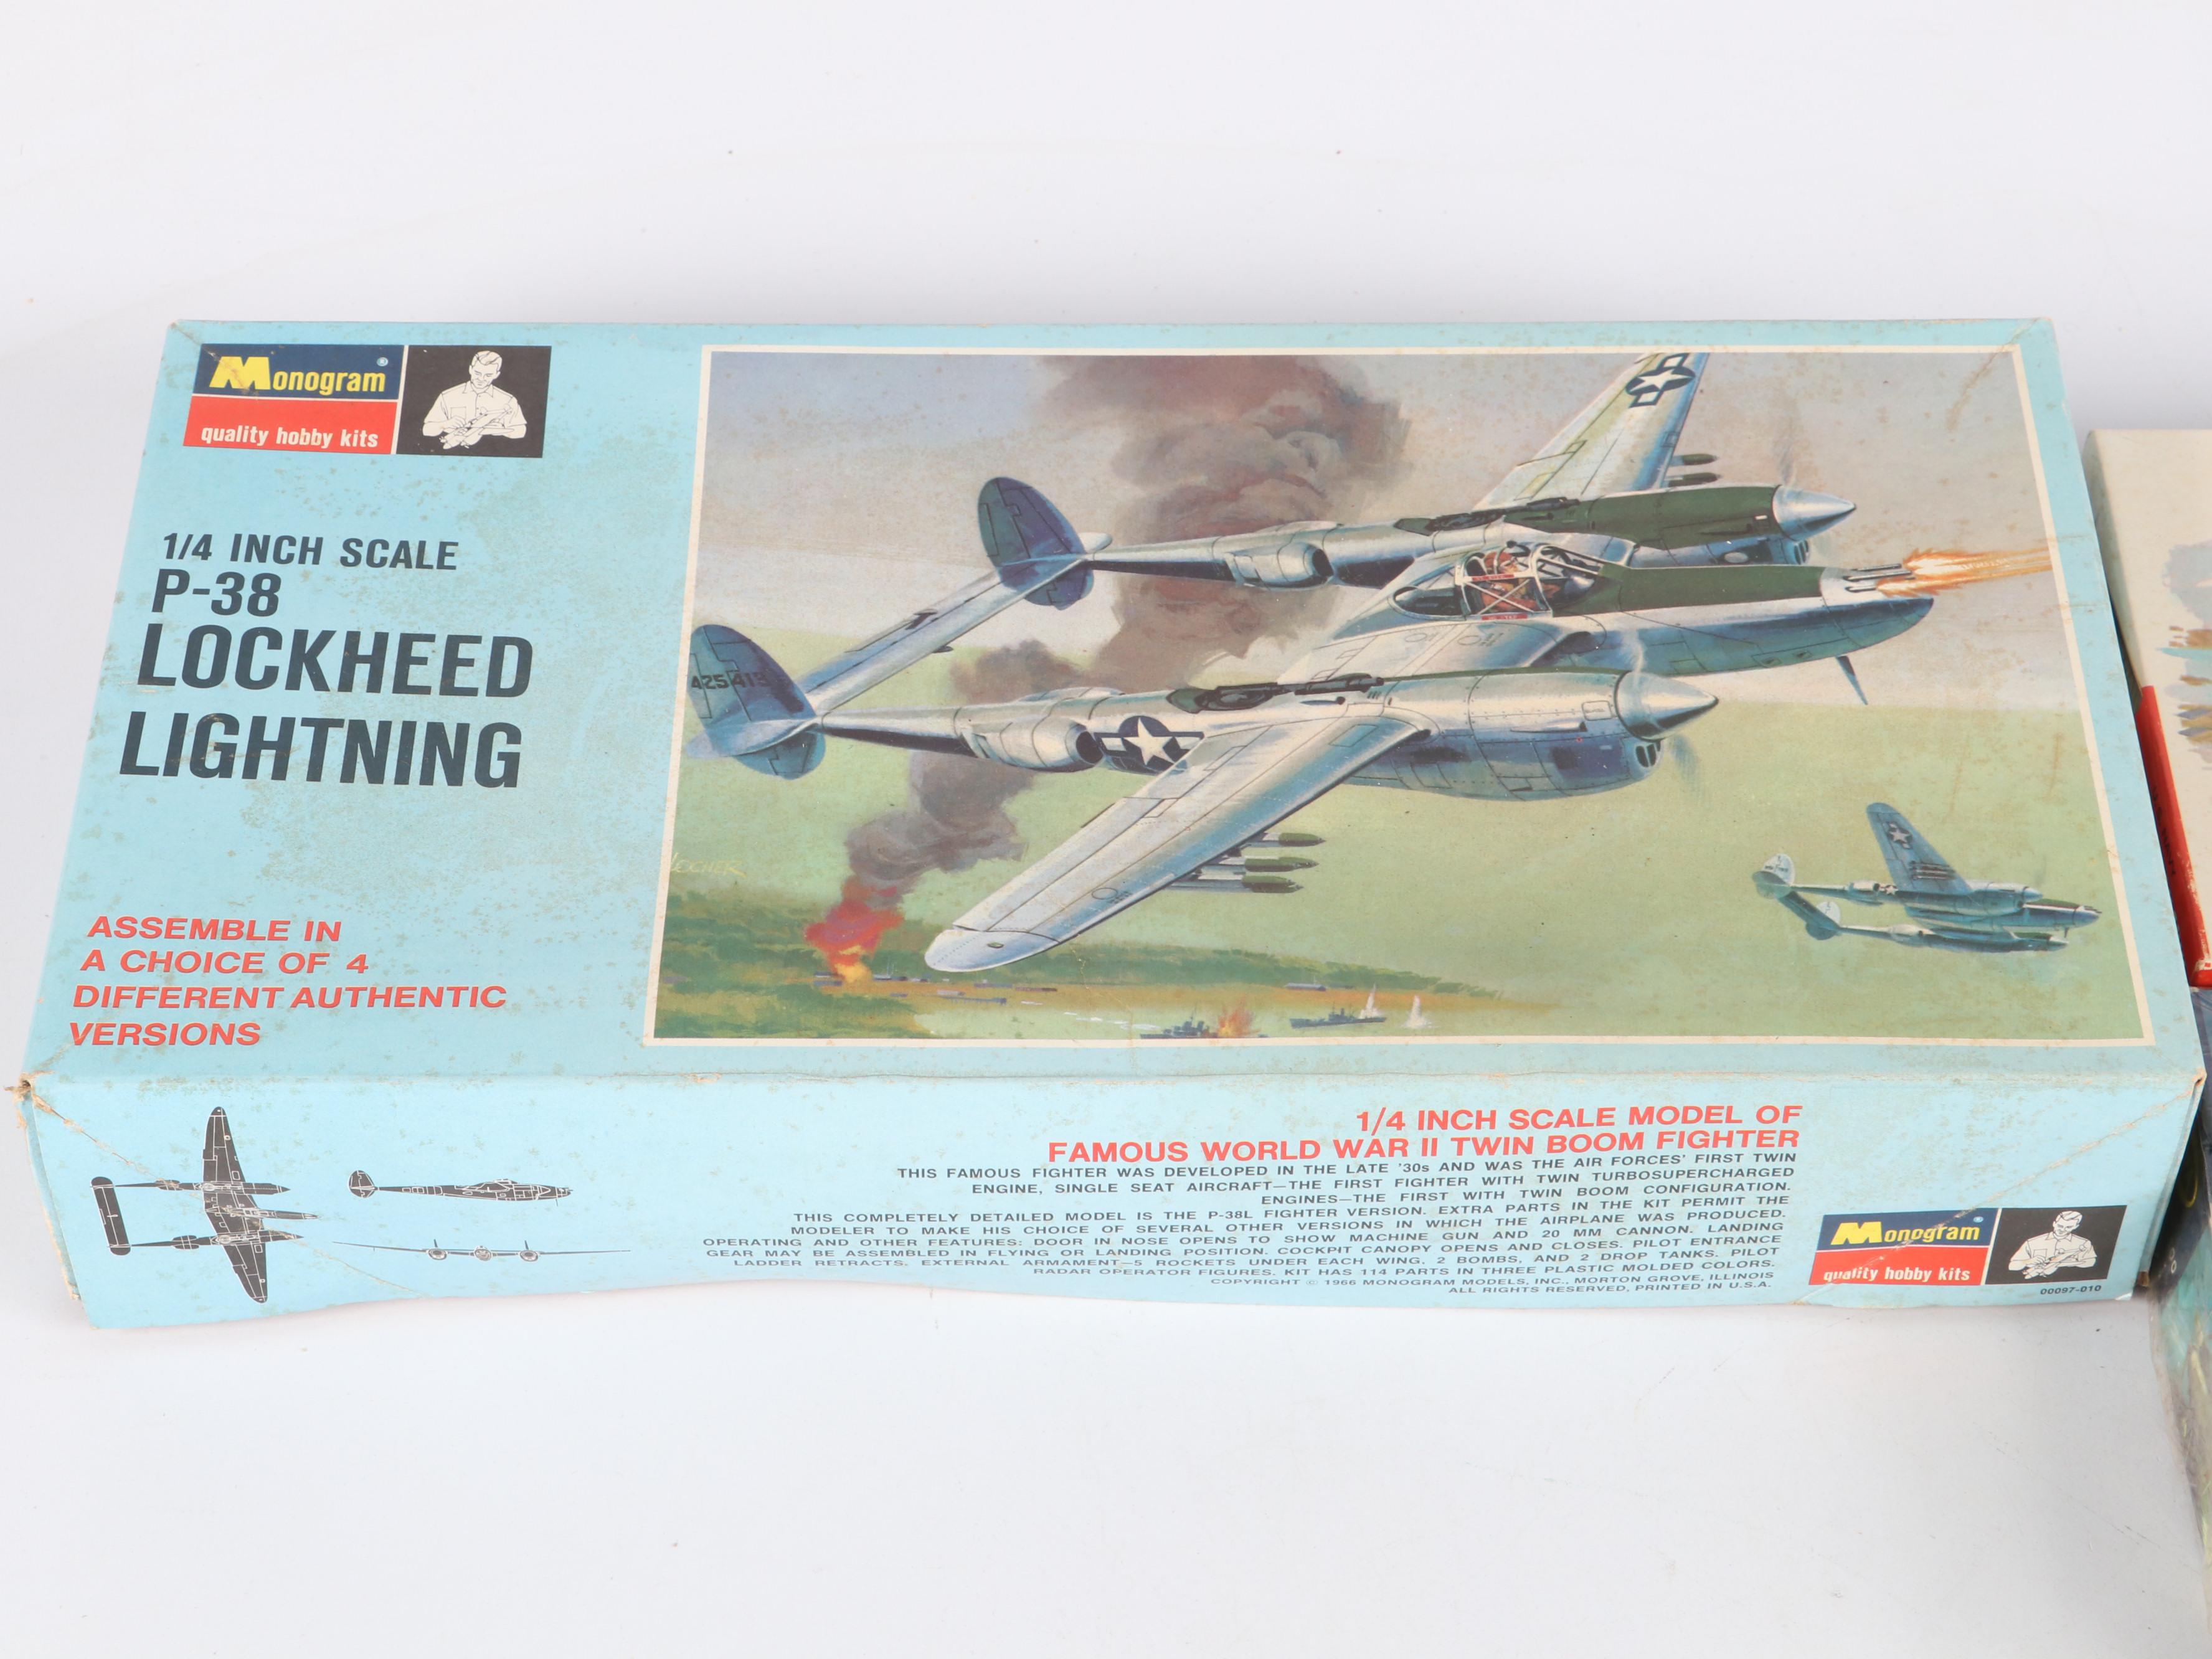 Monogram®
quality hobby kits
1/4 INCH SCALE
P-38
LOCKHEED
LIGHTNING
ASSEMBLE IN
A CHOICE OF 4
DIFFERENT AUTHENTIC
VERSIONS
425 413
LOCHER
1/4 INCH SCALE MODEL OF
FAMOUS WORLD WAR II TWIN BOOM FIGHTER
THIS FAMOUS FIGHTER WAS DEVELOPED IN THE LATE '30s AND WAS THE AIR FORCES' FIRST TWIN
ENGINE, SINGLE SEAT AIRCRAFT—THE FIRST FIGHTER WITH TWIN TURBOSUPERCHARGED
ENGINES—THE FIRST WITH TWIN BOOM CONFIGURATION.
THIS COMPLETELY DETAILED MODEL IS THE P-38L FIGHTER VERSION. EXTRA PARTS IN THE KIT PERMIT THE
MODELER TO MAKE HIS CHOICE OF SEVERAL OTHER VERSIONS IN WHICH THE AIRPLANE WAS PRODUCED.
OPERATING AND OTHER FEATURES: DOOR IN NOSE OPENS TO SHOW MACHINE GUN AND 20 MM CANNON. LANDING
GEAR MAY BE ASSEMBLED IN FLYING OR LANDING POSITION. COCKPIT CANOPY OPENS AND CLOSES. PILOT ENTRANCE
LADDER RETRACTS. EXTERNAL ARMAMENT—5 ROCKETS UNDER EACH WING, 2 BOMBS, AND 2 DROP TANKS. PILOT
RADAR OPERATOR FIGURES. KIT HAS 114 PARTS IN THREE PLASTIC MOLDED COLORS.
COPYRIGHT © 1966 MONOGRAM MODELS, INC., MORTON GROVE, ILLINOIS
ALL RIGHTS RESERVED, PRINTED IN U.S.A.
Monogram®
quality hobby kits
00097-010